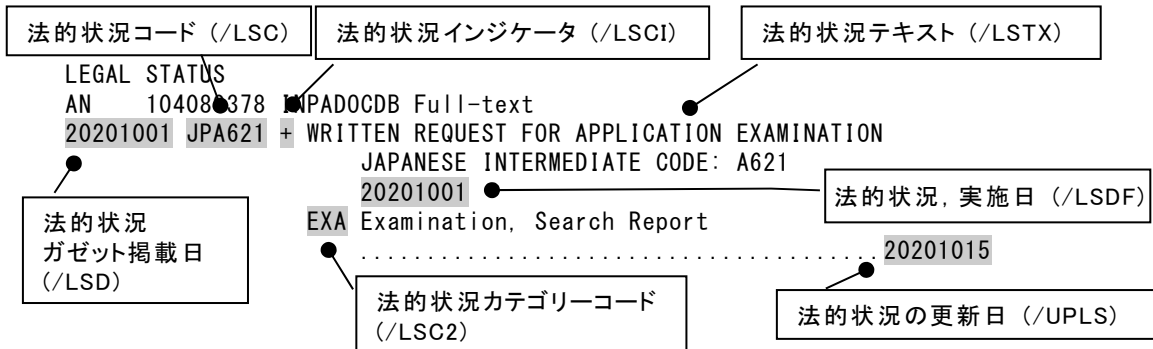 法的状況コード (/LSC)
法的状況インジケータ (/LSCI)
法的状況テキスト (/LSTX)
LEGAL STATUS
AN 104080378 INPADOCDB Full-text
20201001 JPA621 + WRITTEN REQUEST FOR APPLICATION EXAMINATION
JAPANESE INTERMEDIATE CODE: A621
20201001
法的状況, 実施日 (/LSDF)
EXA Examination, Search Report
.......................................20201015
法的状況
ガゼット掲載日
(/LSD)
法的状況カテゴリーコード
(/LSC2)
法的状況の更新日 (/UPLS)